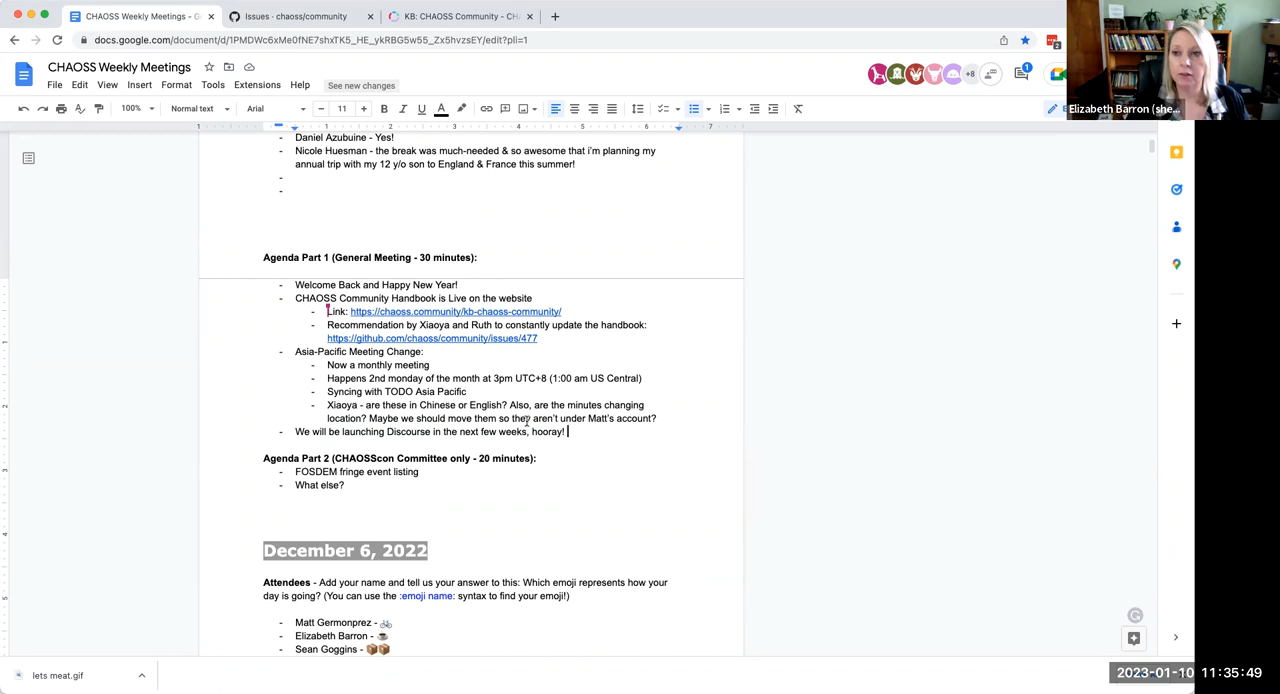 CHAOSS Weekly Meetings - G
Issues · chaoss/community
KB: CHAOSS Community - CH
docs.google.com/document/d/1PMDWc6xMe0fNE7shxTK5_HE_ykRBG5w55_Zx5hvzsEY/edit?pli=1
2
CHAOSS Weekly Meetings
File Edit View Insert Format Tools Extensions Help See new changes
+8
1
Elizabeth Barron (she...
100% Normal text Arial 11
1 1 2 3 4 5 6 7
- Daniel Azubuine - Yes!
- Nicole Huesman - the break was much-needed & so awesome that i'm planning my
annual trip with my 12 y/o son to England & France this summer!
-
-
Agenda Part 1 (General Meeting - 30 minutes):
- Welcome Back and Happy New Year!
- CHAOSS Community Handbook is Live on the website
- Link: https://chaoss.community/kb-chaoss-community/
- Recommendation by Xiaoya and Ruth to constantly update the handbook:
https://github.com/chaoss/community/issues/477
- Asia-Pacific Meeting Change:
- Now a monthly meeting
- Happens 2nd monday of the month at 3pm UTC+8 (1:00 am US Central)
- Syncing with TODO Asia Pacific
- Xiaoya - are these in Chinese or English? Also, are the minutes changing
location? Maybe we should move them so they aren't under Matt's account?
- We will be launching Discourse in the next few weeks, hooray!
Agenda Part 2 (CHAOSScon Committee only - 20 minutes):
- FOSDEM fringe event listing
- What else?
December 6, 2022
Attendees - Add your name and tell us your answer to this: Which emoji represents how your
day is going? (You can use the :emoji name: syntax to find your emoji!)
- Matt Germonprez - 🚲
- Elizabeth Barron - ☕
- Sean Goggins - 📦📦
lets meat.gif
2023-01-10 11:35:49